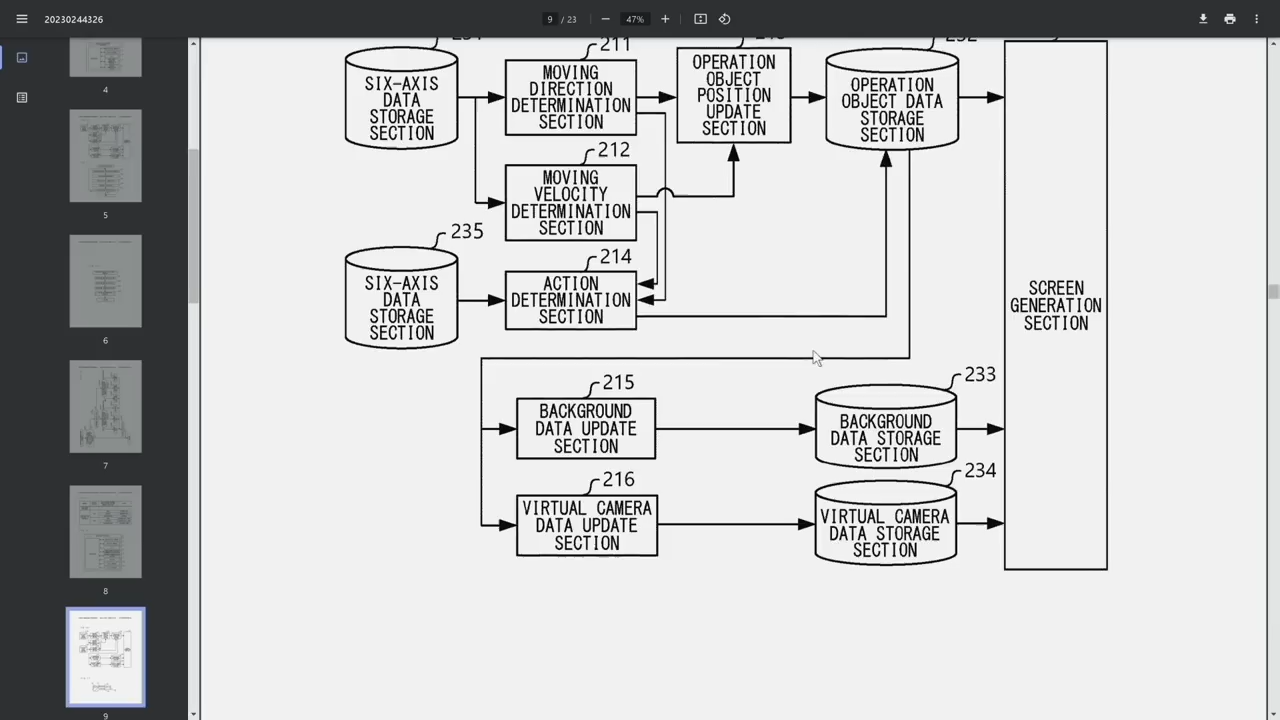 20230244326
9 / 23
47%
4
5
6
7
8
9
211
SIX-AXIS
DATA
STORAGE
SECTION
MOVING
DIRECTION
DETERMINATION
SECTION
OPERATION
OBJECT
POSITION
UPDATE
SECTION
OPERATION
OBJECT DATA
STORAGE
SECTION
212
MOVING
VELOCITY
DETERMINATION
SECTION
235
SIX-AXIS
DATA
STORAGE
SECTION
214
ACTION
DETERMINATION
SECTION
SCREEN
GENERATION
SECTION
215
BACKGROUND
DATA UPDATE
SECTION
233
BACKGROUND
DATA STORAGE
SECTION
216
VIRTUAL CAMERA
DATA UPDATE
SECTION
234
VIRTUAL CAMERA
DATA STORAGE
SECTION